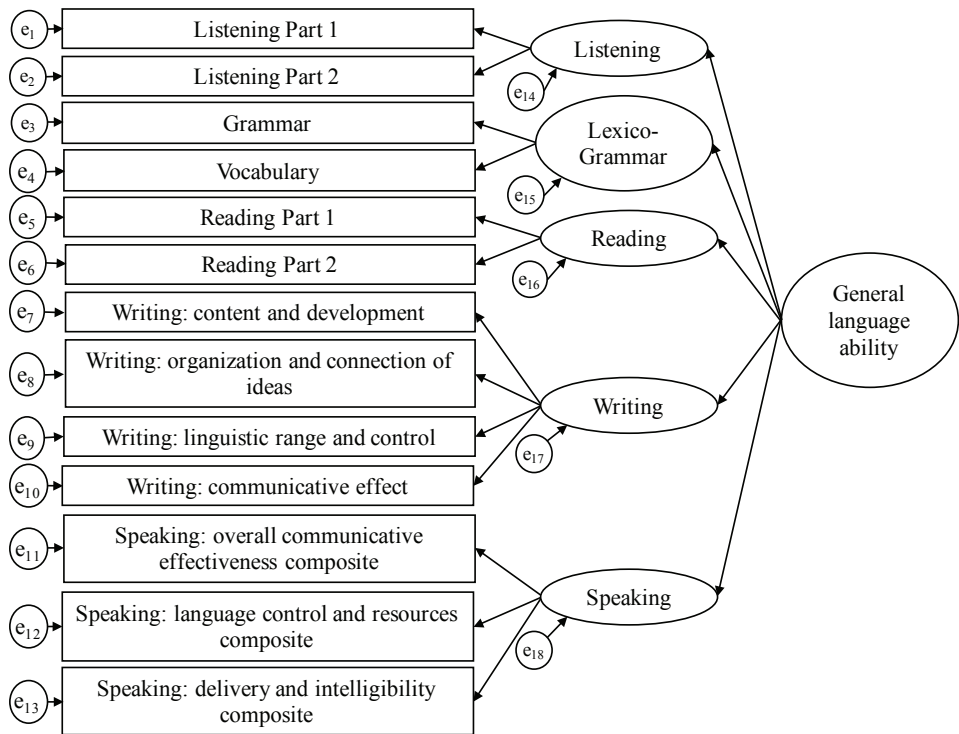 e1
Listening Part 1
Listening
e2
Listening Part 2
e14
e3
Grammar
Lexico-
Grammar
e4
Vocabulary
e15
e5
Reading Part 1
Reading
e6
Reading Part 2
e16
General
language
ability
e7
Writing: content and development
e8
Writing: organization and connection of
ideas
Writing
e9
Writing: linguistic range and control
e17
e10
Writing: communicative effect
e11
Speaking: overall communicative
effectiveness composite
Speaking
e12
Speaking: language control and resources
composite
e18
e13
Speaking: delivery and intelligibility
composite